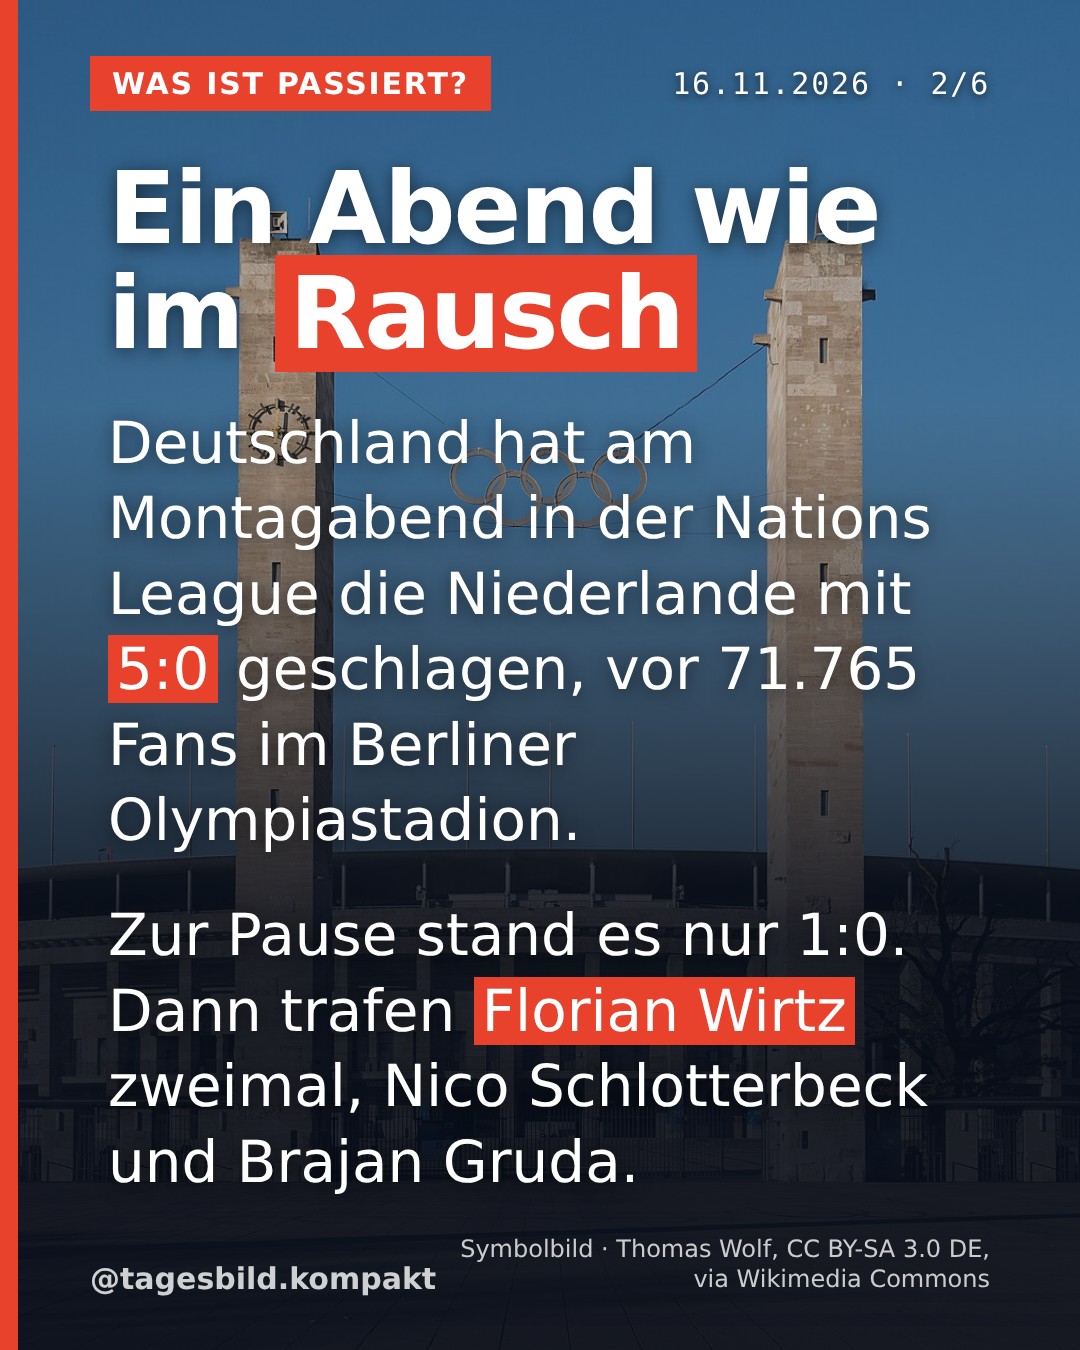 WAS IST PASSIERT?
16.11.2026 · 2/6
Ein Abend wie
im Rausch
Deutschland hat am
Montagabend in der Nations
League die Niederlande mit
5:0 geschlagen, vor 71.765
Fans im Berliner
Olympiastadion.
Zur Pause stand es nur 1:0.
Dann trafen Florian Wirtz
zweimal, Nico Schlotterbeck
und Brajan Gruda.
Symbolbild · Thomas Wolf, CC BY-SA 3.0 DE,
via Wikimedia Commons
@tagesbild.kompakt